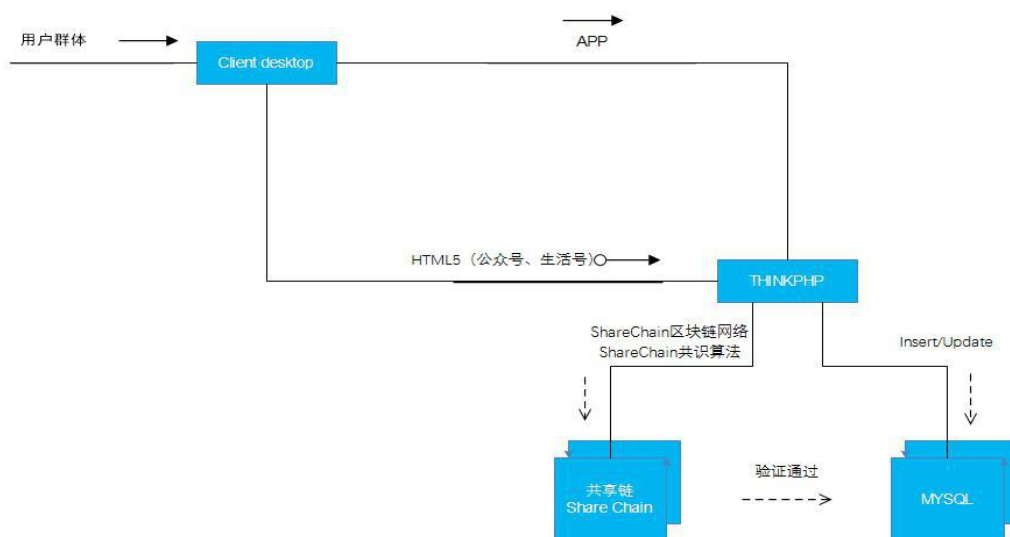 用户群体
APP
Client desktop
HTML5（公众号、生活号）
THINKPHP
ShareChain区块链网络
ShareChain共识算法
Insert/Update
共享链
Share Chain
验证通过
MYSQL